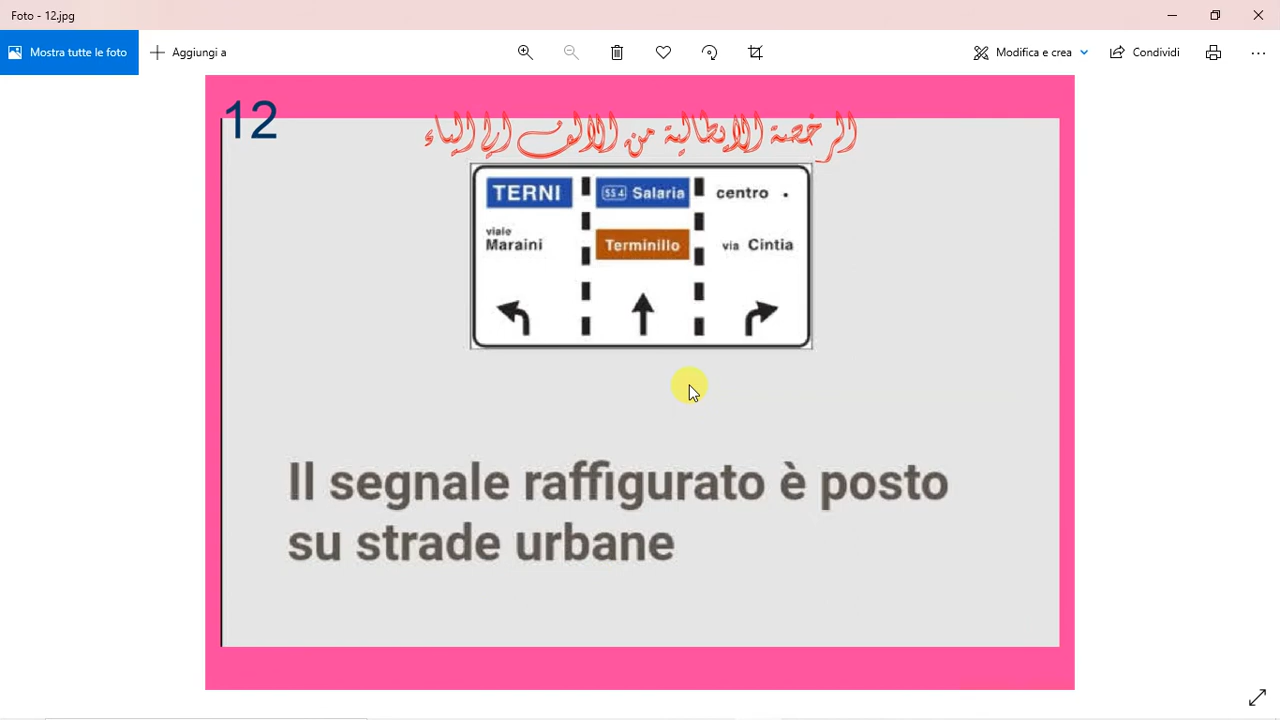 Foto - 12.jpg
Mostra tutte le foto
Aggiungi a
Modifica e crea
Condividi
12
الرخصة الإيطالية من الألف إلى الياء
TERNI
SS 4 Salaria
centro
viale
Maraini
Terminillo
via Cintia
Il segnale raffigurato è posto
su strade urbane